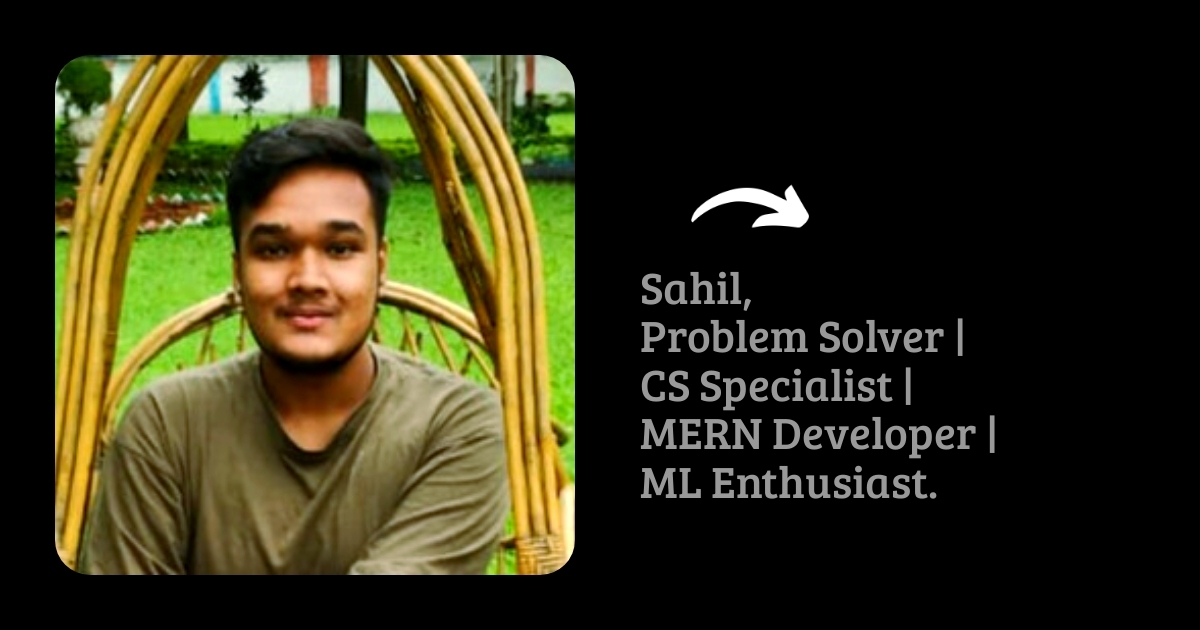 Sahil,
Problem Solver |
CS Specialist |
MERN Developer |
ML Enthusiast.